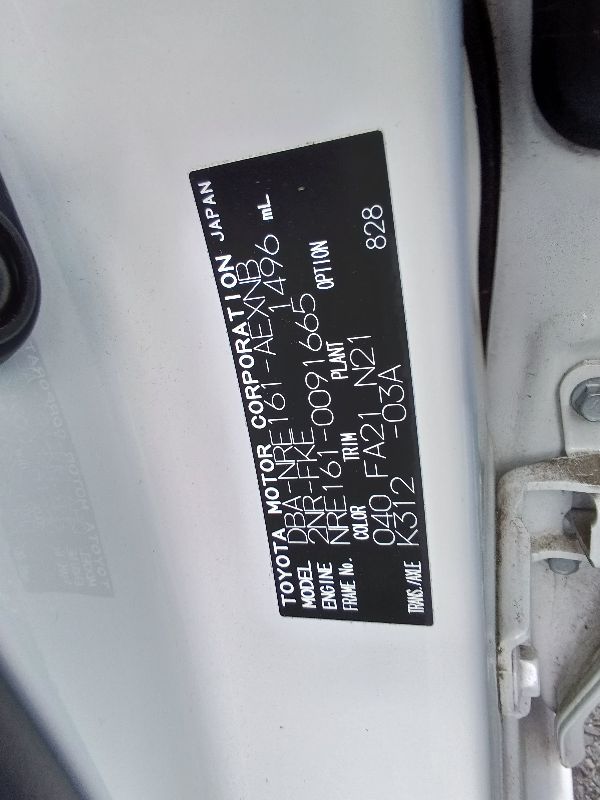 TOYOTA MOTOR CORPORATION JAPAN
MODEL DBA-NRE161-AEXNB
ENGINE 2NR-FKE 1496 mL
FRAME No. NRE161-0091665
COLOR TRIM PLANT OPTION
040 FA21 N21 828
TRANS./AXLE K312 -03A